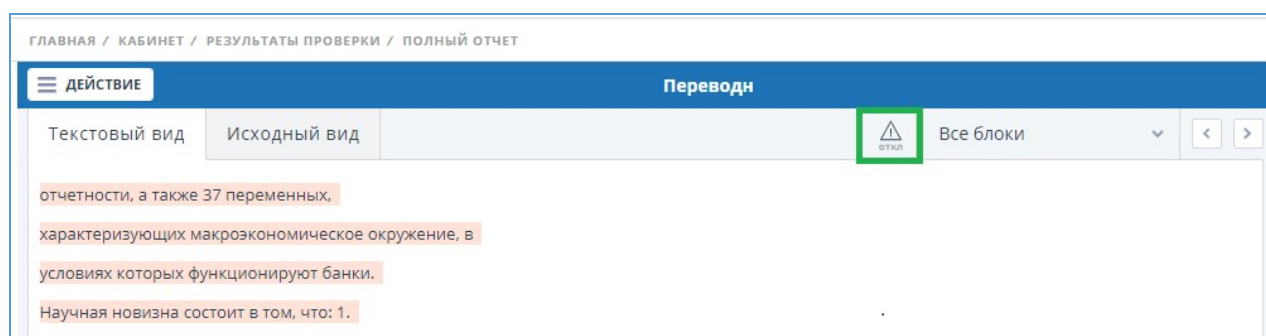 ГЛАВНАЯ / КАБИНЕТ / РЕЗУЛЬТАТЫ ПРОВЕРКИ / ПОЛНЫЙ ОТЧЕТ
ДЕЙСТВИЕ Переводн
Текстовый вид Исходный вид ОТКЛ Все блоки < >
отчетности, а также 37 переменных,
характеризующих макроэкономическое окружение, в
условиях которых функционируют банки.
Научная новизна состоит в том, что: 1. .